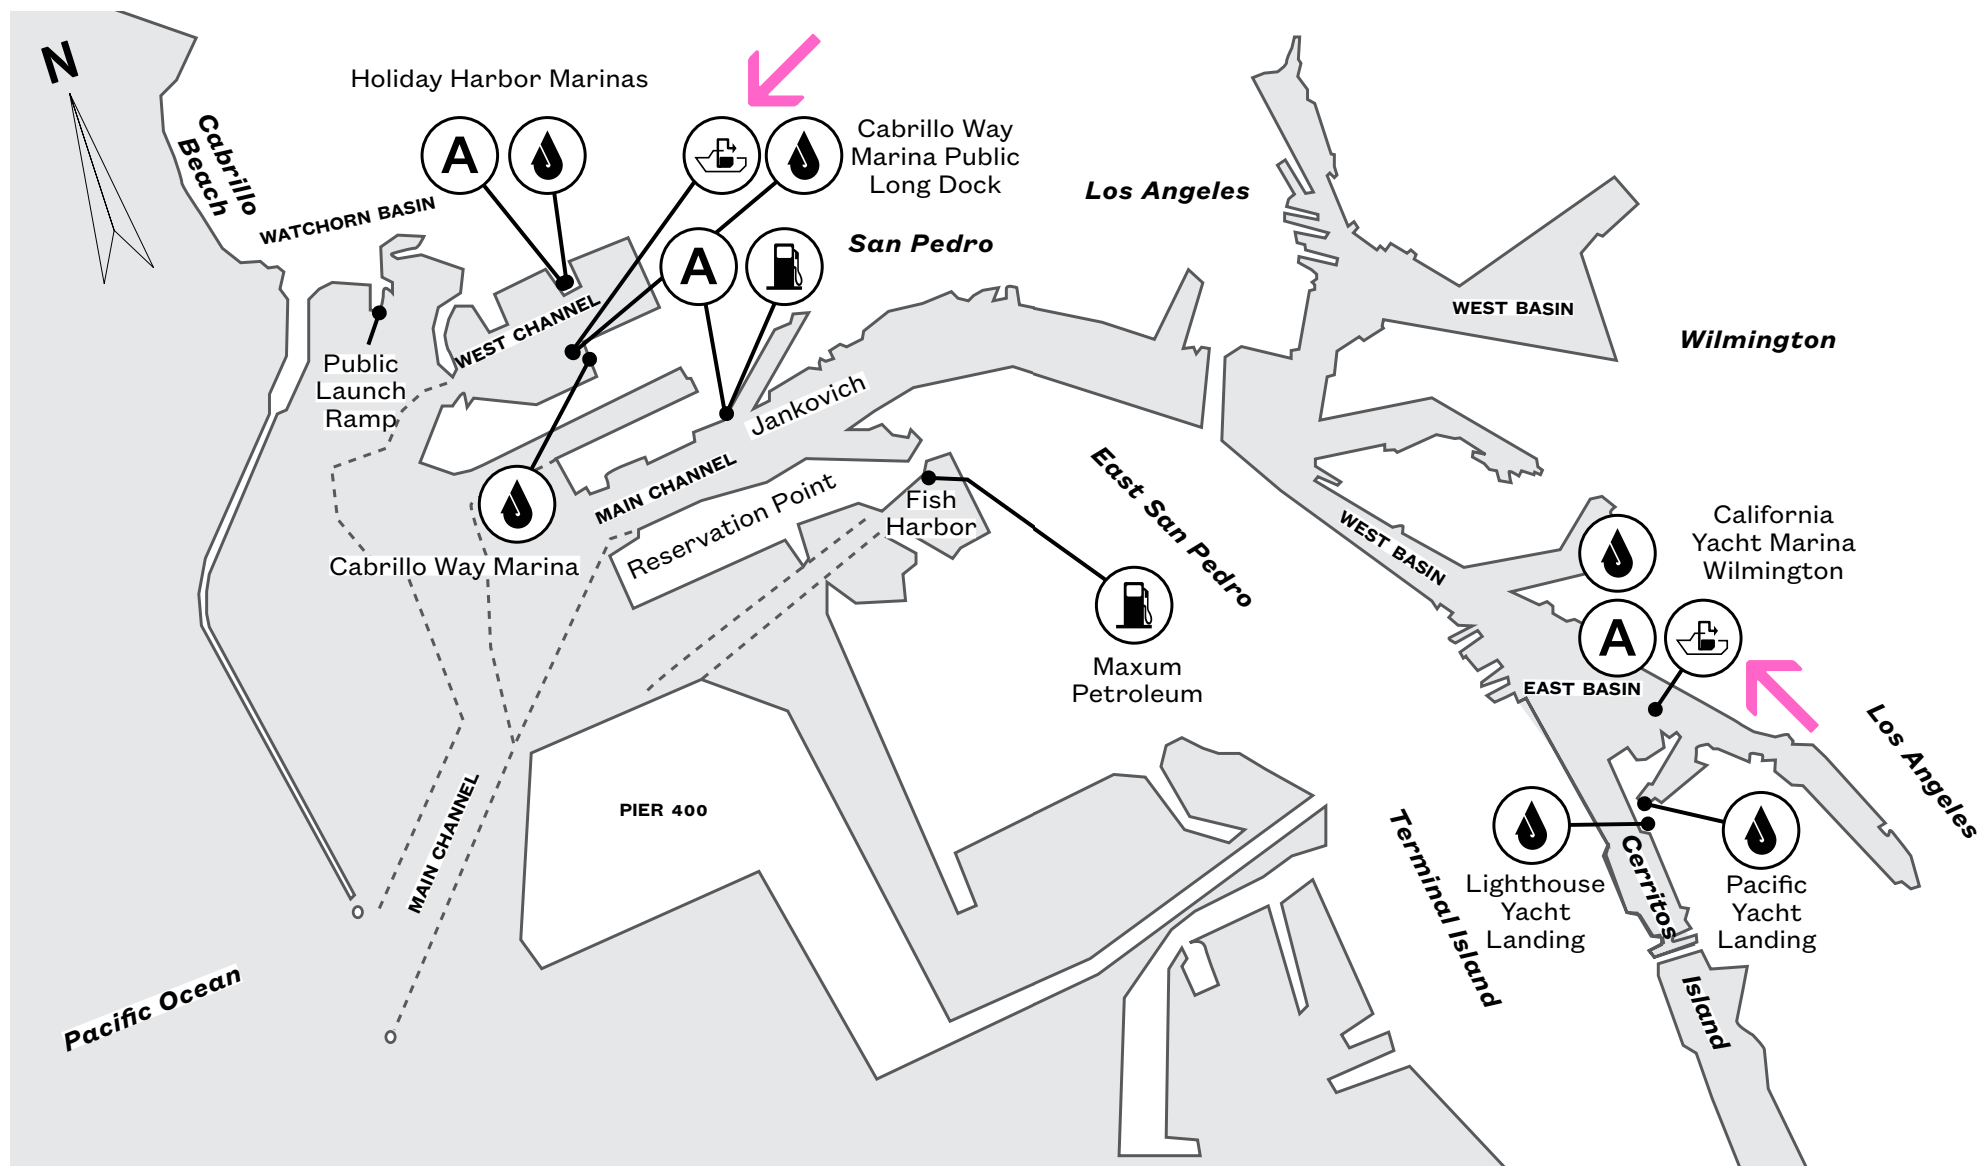 N
Holiday Harbor Marinas
Cabrillo
Beach
A
Cabrillo Way
Marina Public
Long Dock
WATCHORN BASIN
Los Angeles
San Pedro
A
WEST CHANNEL
WEST BASIN
Wilmington
Public
Launch
Ramp
Jankovich
MAIN CHANNEL
Reservation Point
Fish
Harbor
East San Pedro
WEST BASIN
California
Yacht Marina
Wilmington
Cabrillo Way Marina
A
Maxum
Petroleum
EAST BASIN
Los Angeles
PIER 400
MAIN CHANNEL
Terminal Island
Lighthouse
Yacht
Landing
Cerritos
Island
Pacific
Yacht
Landing
Pacific Ocean